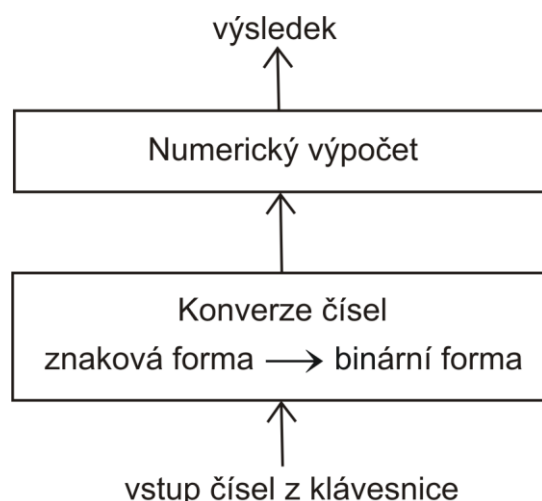 výsledek
Numerický výpočet
Konverze čísel
znaková forma → binární forma
vstup čísel z klávesnice